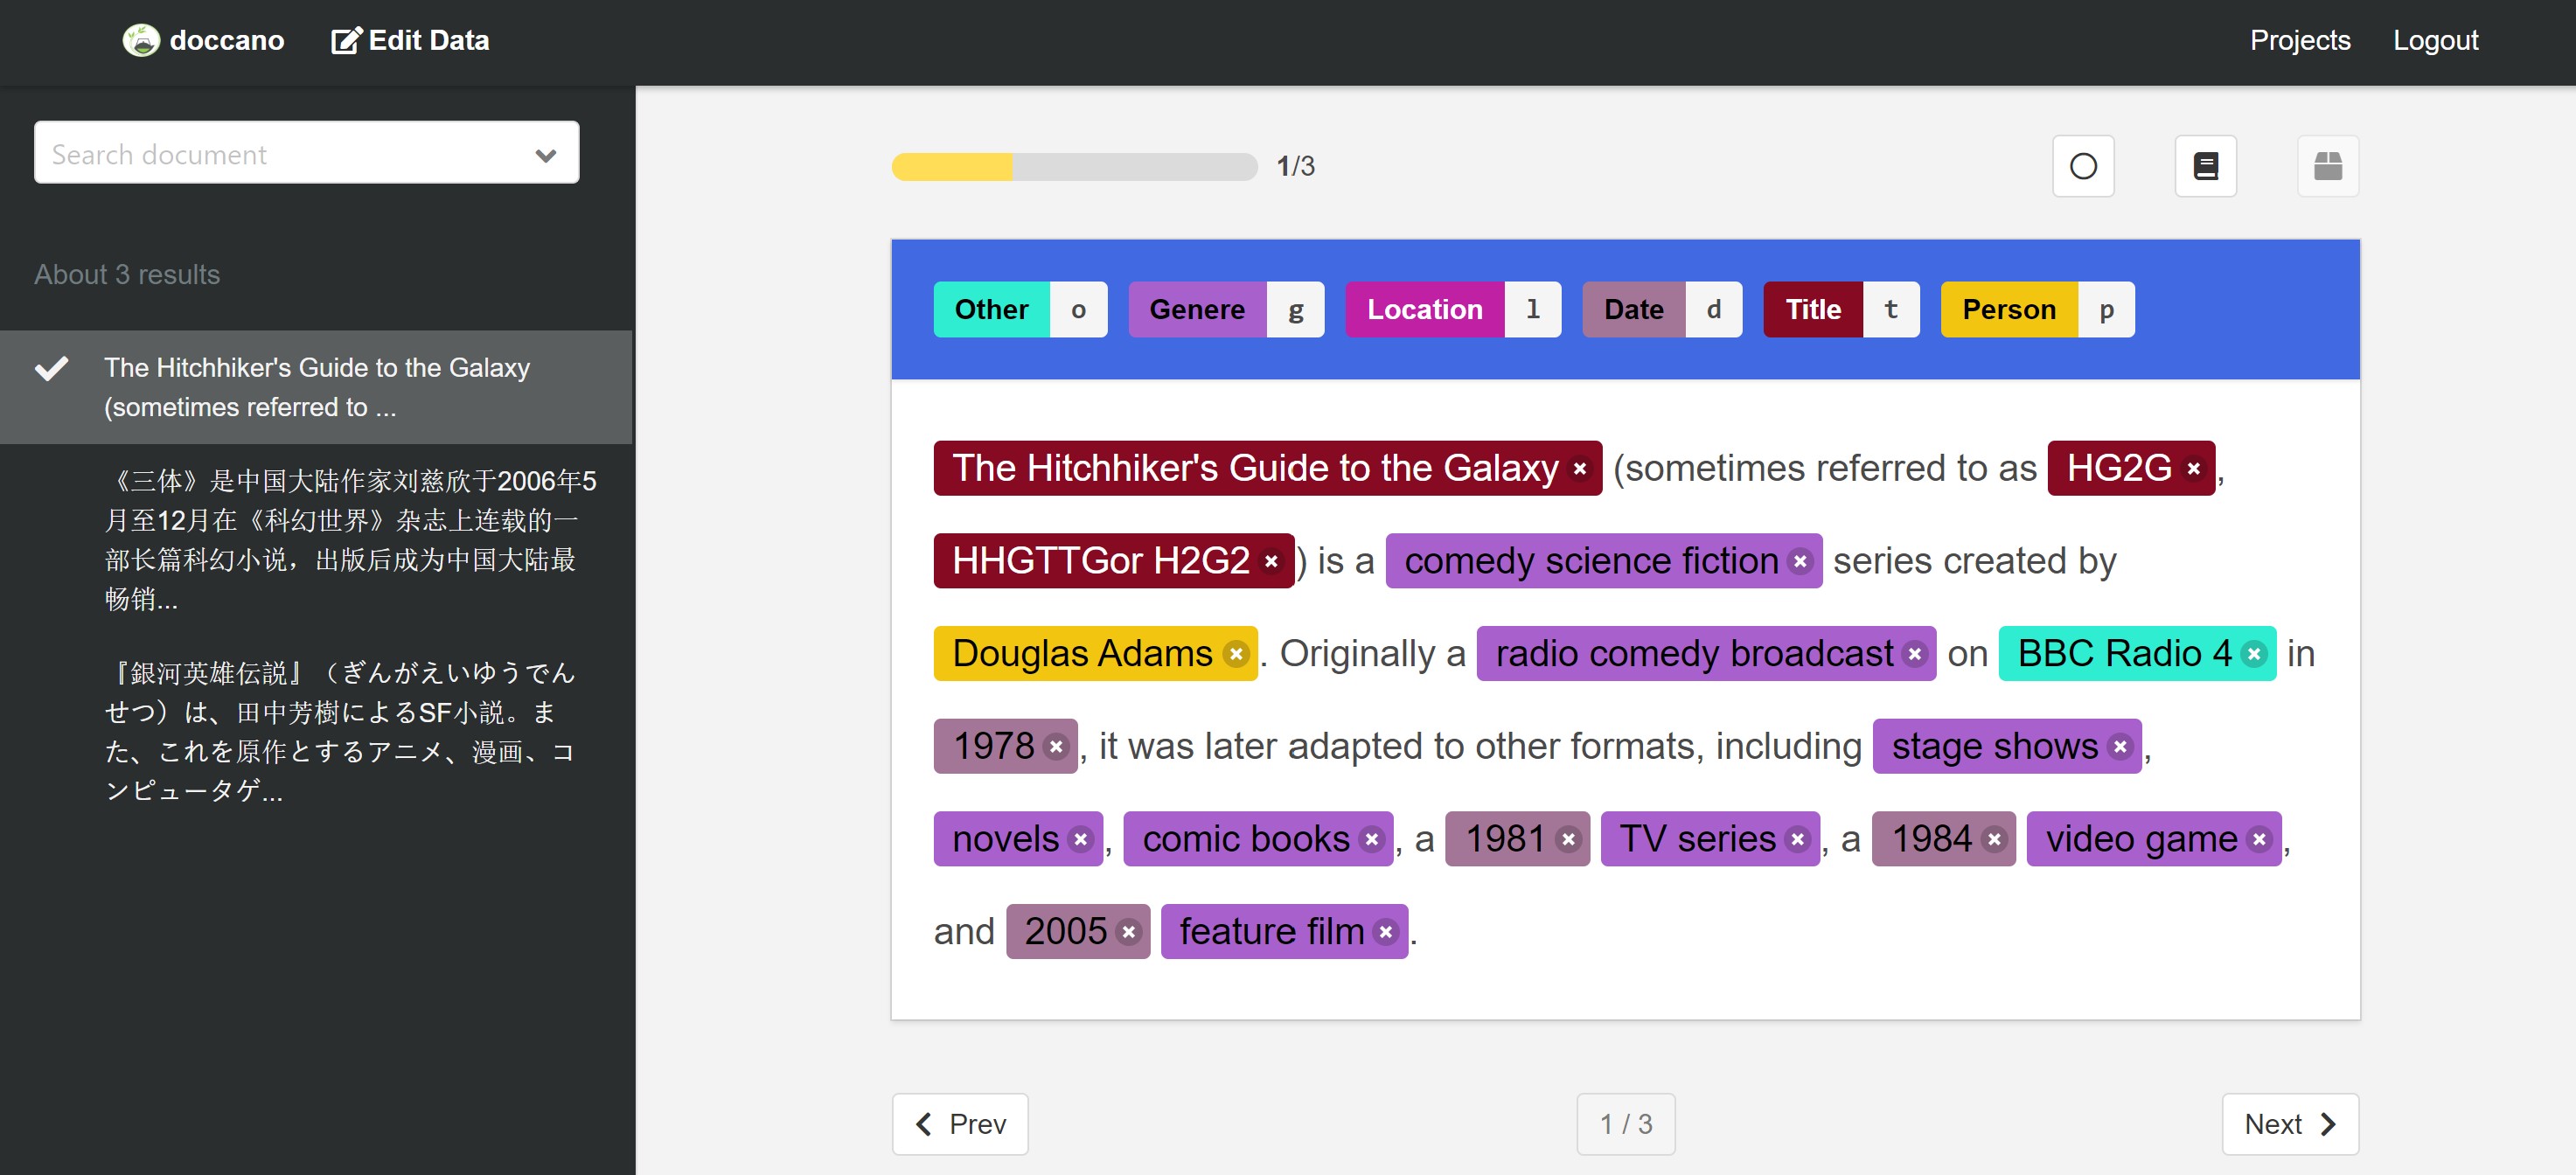 doccano Edit Data Projects Logout
Search document
About 3 results
The Hitchhiker's Guide to the Galaxy
(sometimes referred to ...
《三体》是中国大陆作家刘慈欣于2006年5
月至12月在《科幻世界》杂志上连载的一
部长篇科幻小说，出版后成为中国大陆最
畅销...
『銀河英雄伝説』（ぎんがえいゆうでん
せつ）は、田中芳樹によるSF小説。ま
た、これを原作とするアニメ、漫画、コ
ンピュータゲ...
1/3
Other o Genere g Location l Date d Title t Person p
The Hitchhiker's Guide to the Galaxy (sometimes referred to as HG2G,
HHGTTGor H2G2) is a comedy science fiction series created by
Douglas Adams. Originally a radio comedy broadcast on BBC Radio 4 in
1978, it was later adapted to other formats, including stage shows,
novels, comic books, a 1981 TV series, a 1984 video game,
and 2005 feature film.
Prev 1 / 3 Next